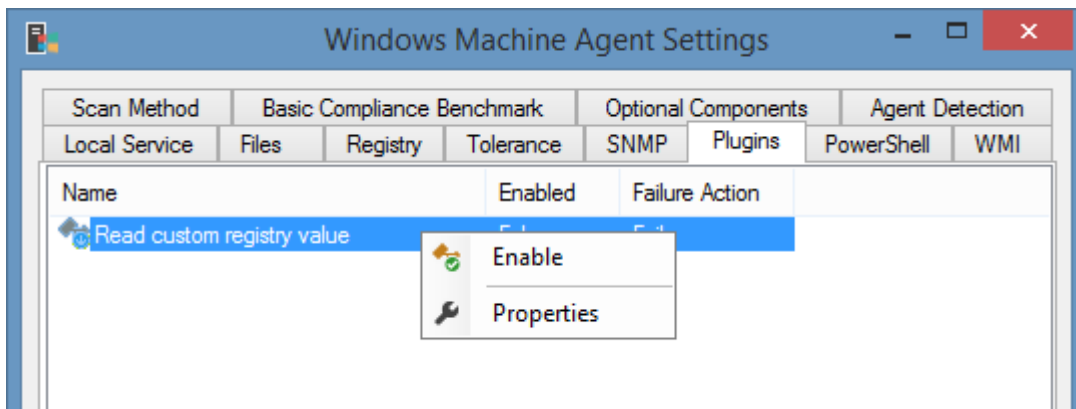 Windows Machine Agent Settings
Scan Method Basic Compliance Benchmark Optional Components Agent Detection
Local Service Files Registry Tolerance SNMP Plugins PowerShell WMI
Name Enabled Failure Action
Read custom registry value
Enable
Properties